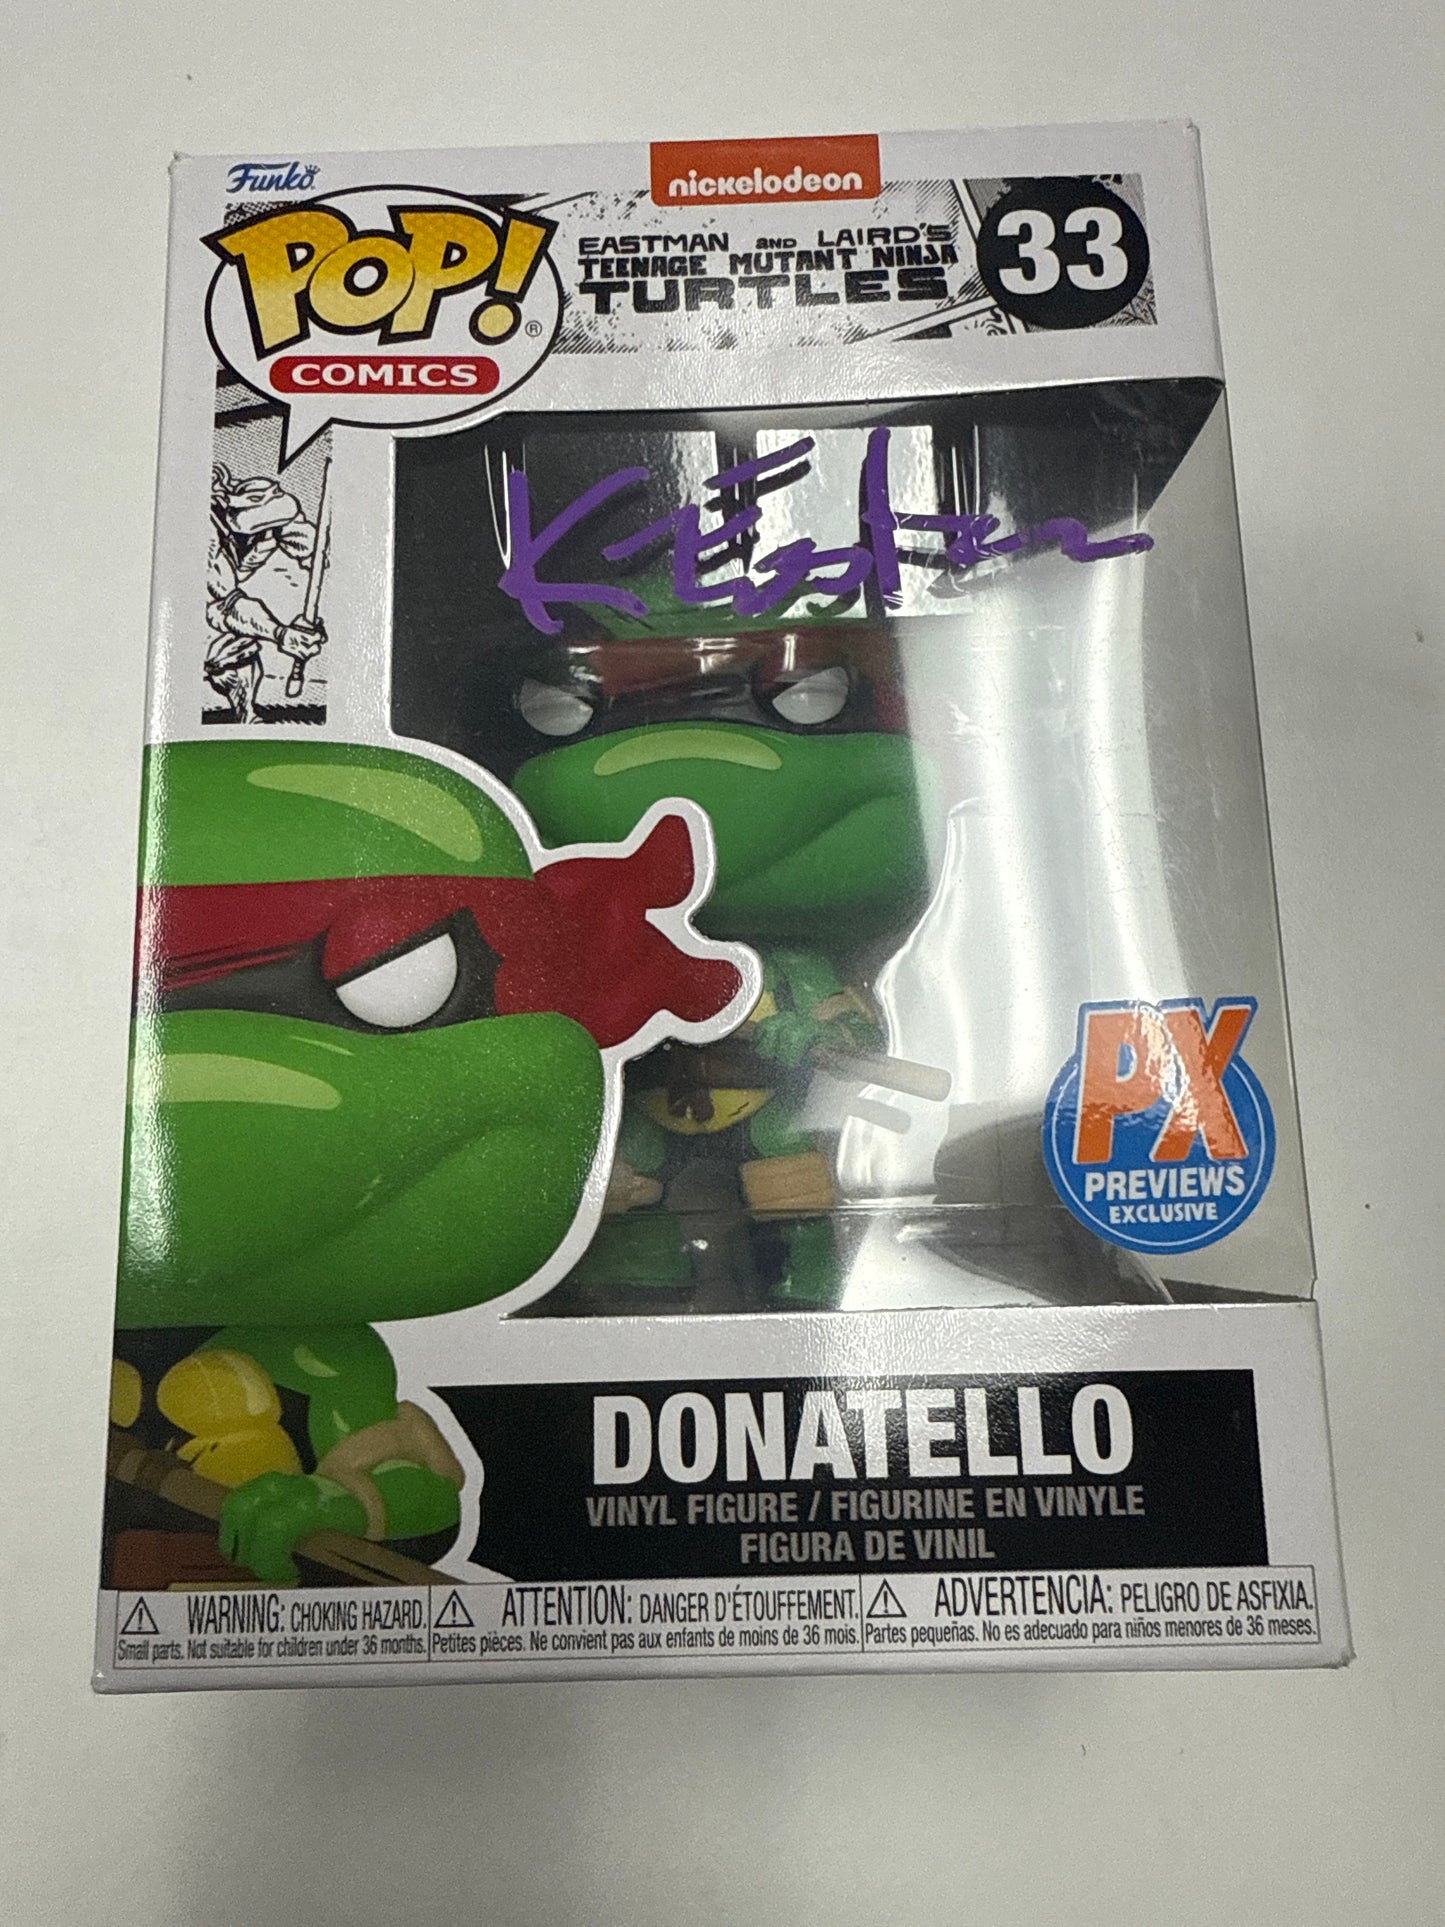 Funko
nickelodeon
POP!®
COMICS
EASTMAN AND LAIRD'S
TEENAGE MUTANT NINJA
TURTLES
33
K Eastman
PX
PREVIEWS
EXCLUSIVE
DONATELLO
VINYL FIGURE / FIGURINE EN VINYLE
FIGURA DE VINIL
⚠ WARNING: CHOKING HAZARD.
Small parts. Not suitable for children under 36 months.
⚠ ATTENTION: DANGER D'ÉTOUFFEMENT.
Petites pièces. Ne convient pas aux enfants de moins de 36 mois.
⚠ ADVERTENCIA: PELIGRO DE ASFIXIA.
Partes pequeñas. No es adecuado para niños menores de 36 meses.